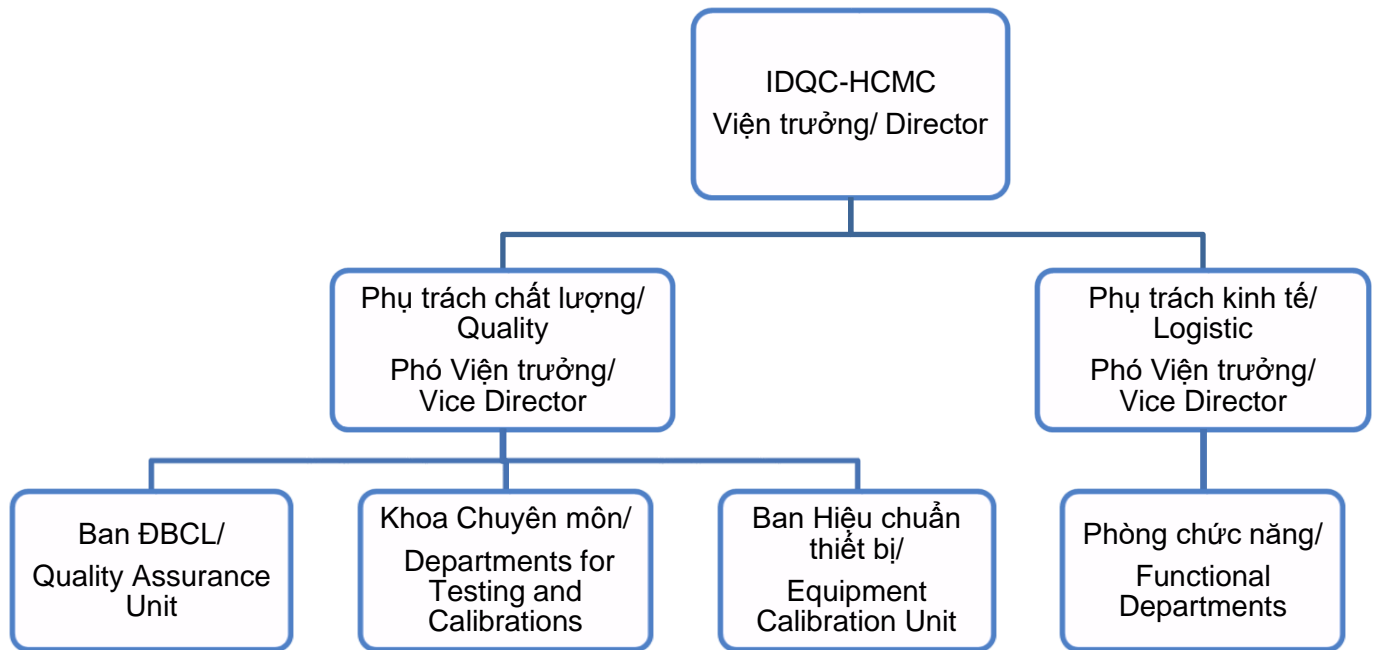 IDQC-HCMC
Viện trưởng/ Director
Phụ trách chất lượng/
Quality
Phó Viện trưởng/
Vice Director
Phụ trách kinh tế/
Logistic
Phó Viện trưởng/
Vice Director
Ban ĐBCL/
Quality Assurance
Unit
Khoa Chuyên môn/
Departments for
Testing and
Calibrations
Ban Hiệu chuẩn
thiết bị/
Equipment
Calibration Unit
Phòng chức năng/
Functional
Departments